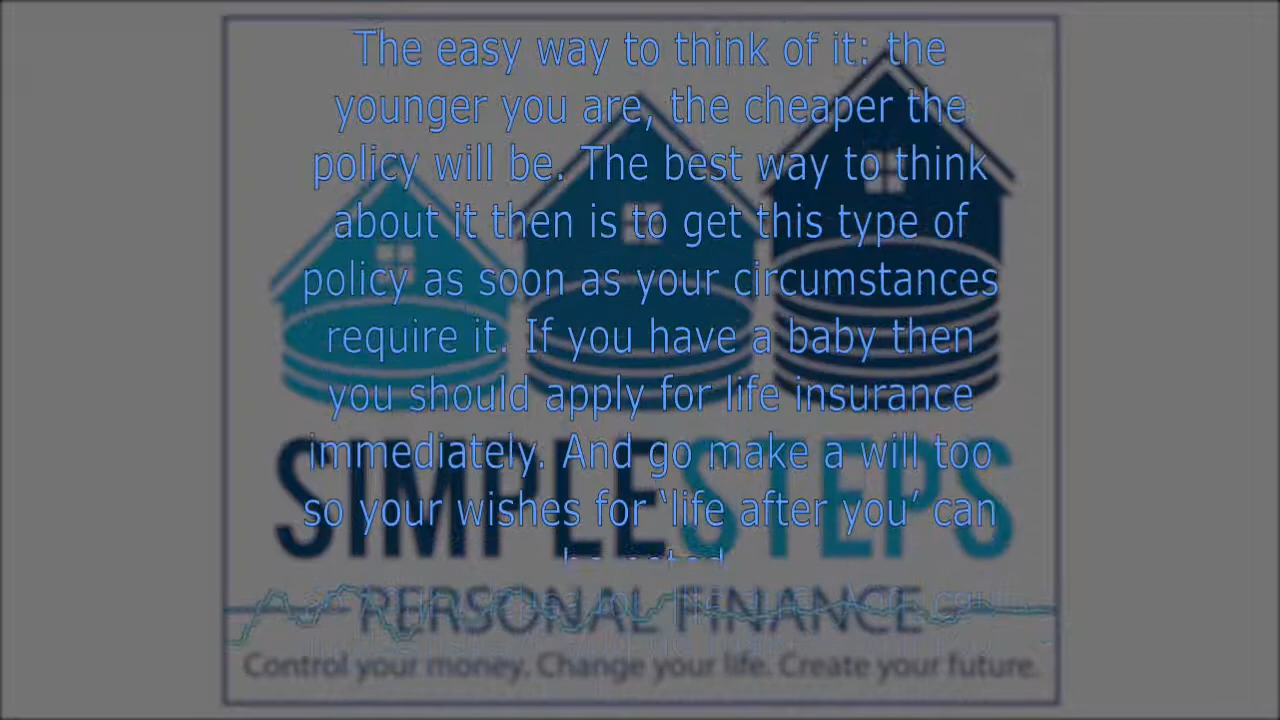 The easy way to think of it: the
younger you are, the cheaper the
policy will be. The best way to think
about it then is to get this type of
policy as soon as your circumstances
require it. If you have a baby then
you should apply for life insurance
immediately. And go make a will too
so your wishes for ‘life after you’ can
SIMPLESTEPS
PERSONAL FINANCE
Control your money. Change your life. Create your future.